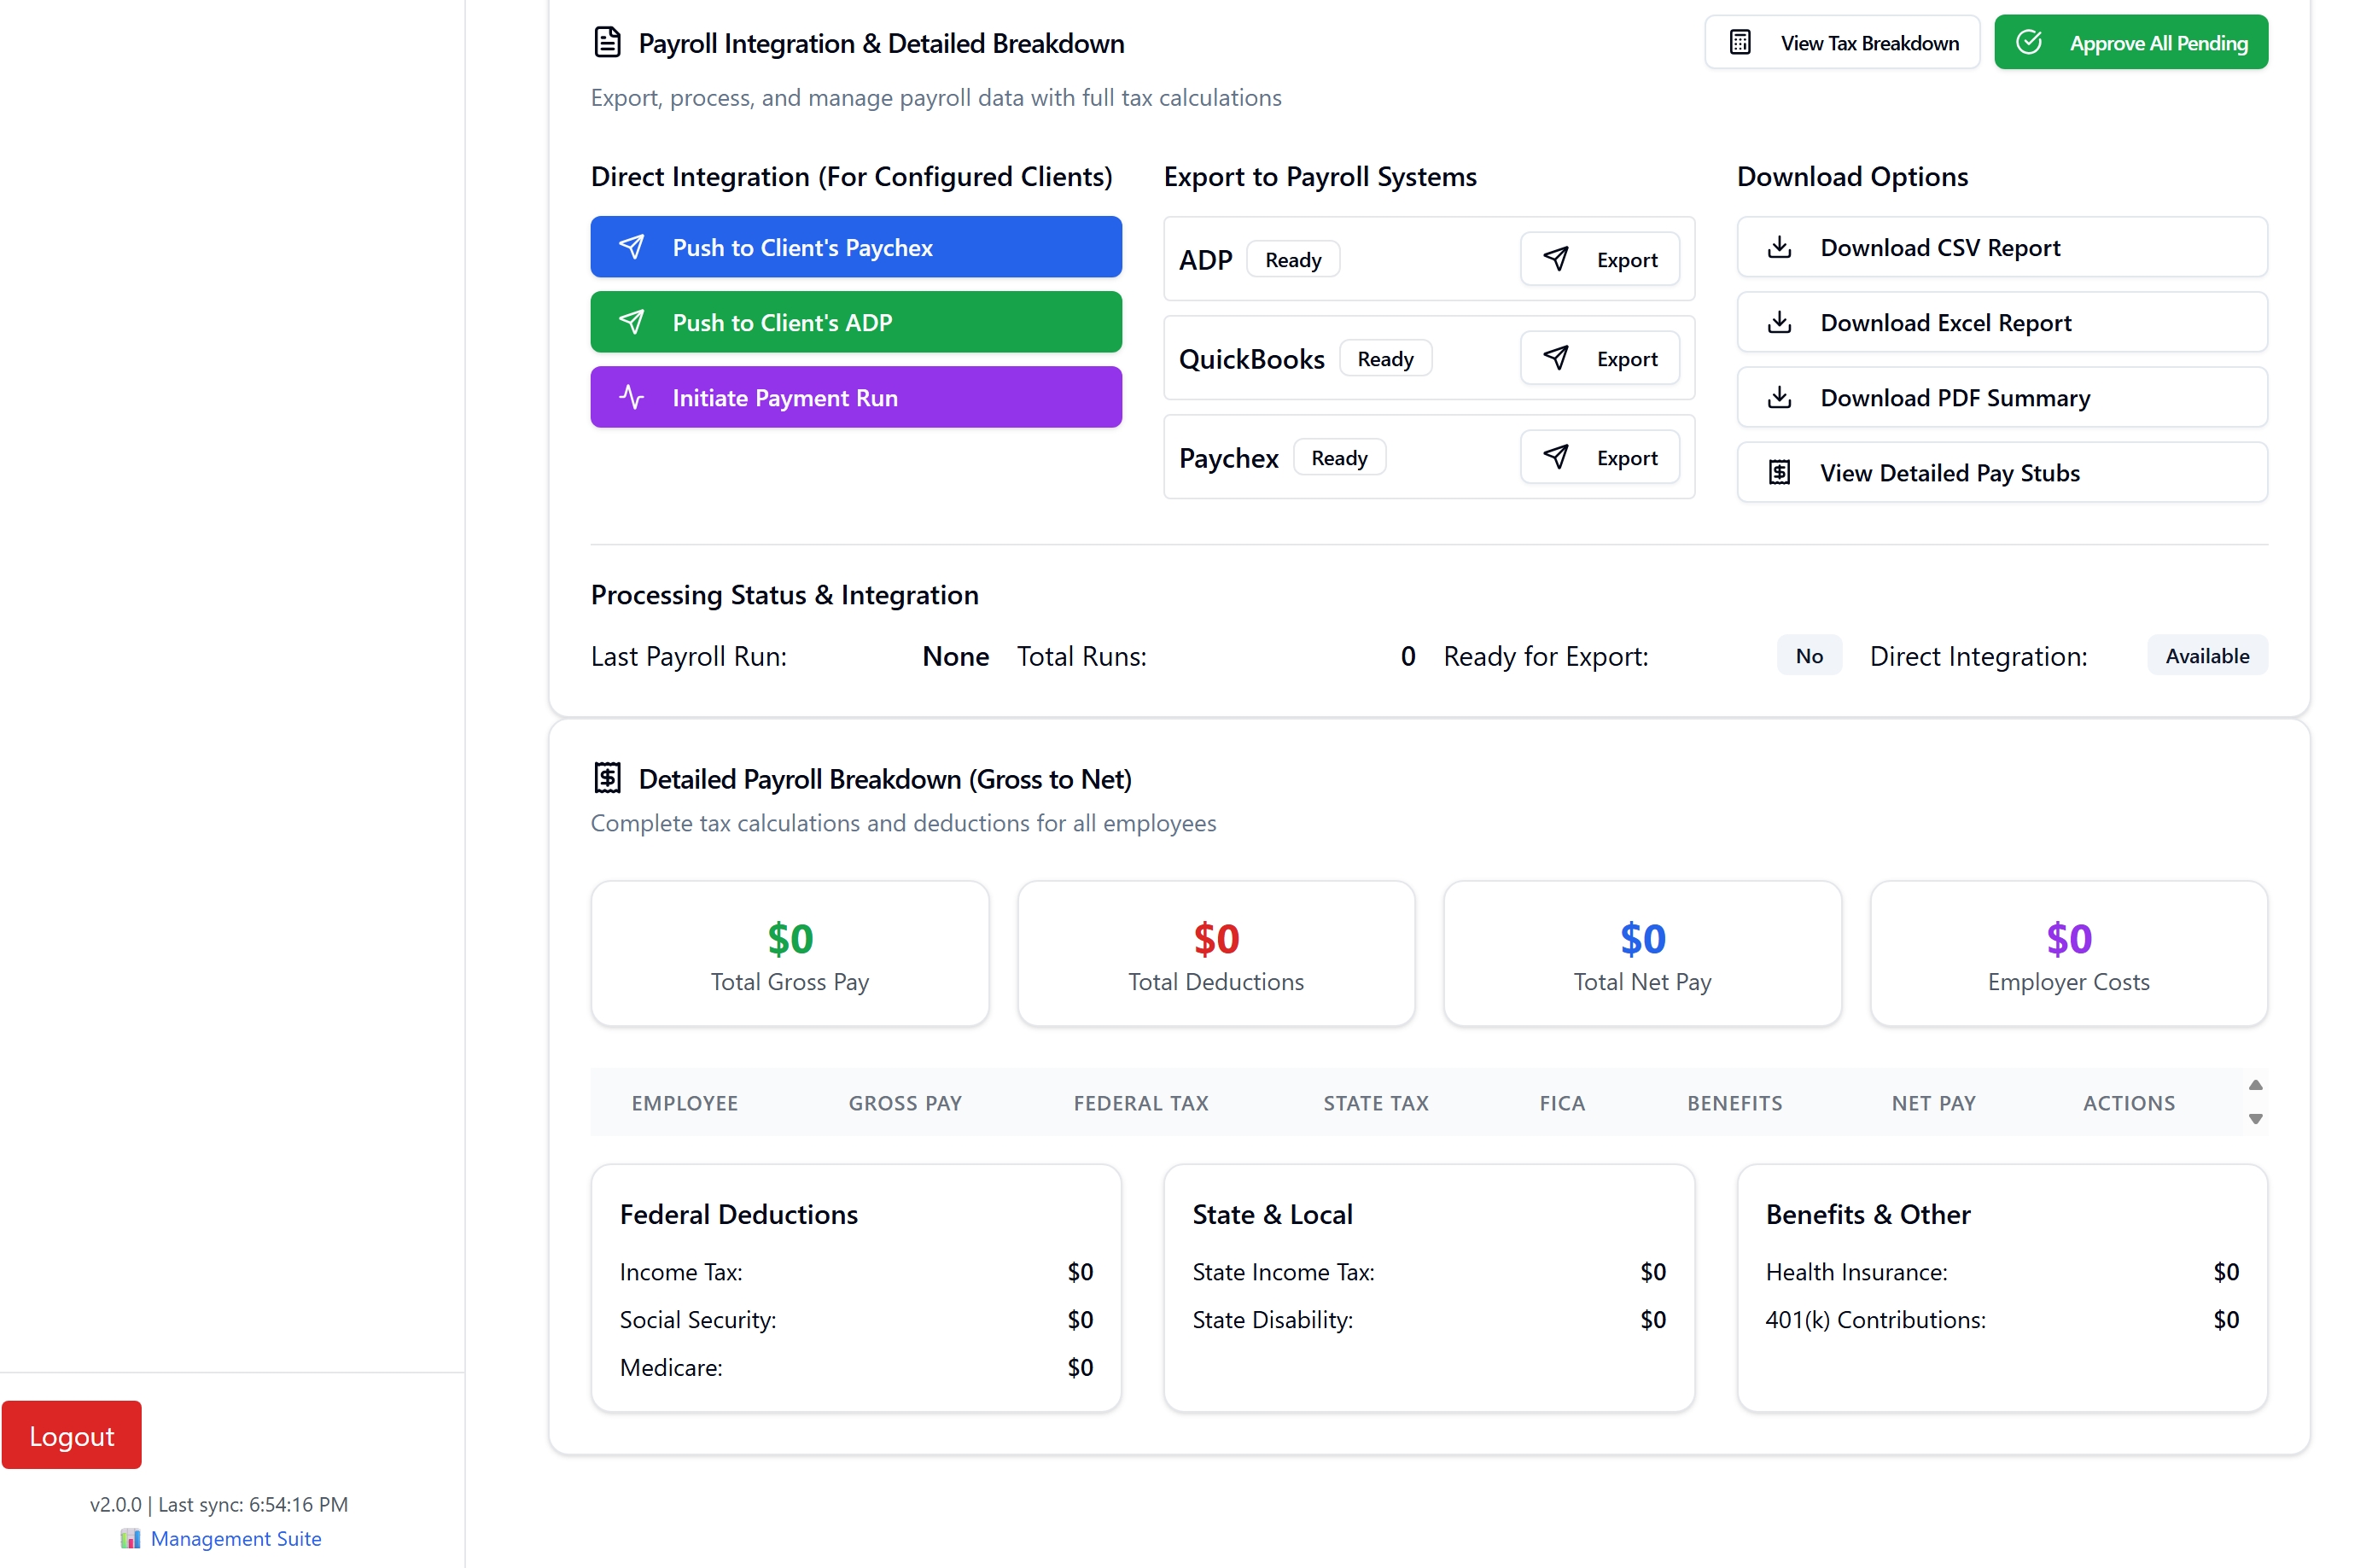 Payroll Integration & Detailed Breakdown
View Tax Breakdown
Approve All Pending
Export, process, and manage payroll data with full tax calculations
Direct Integration (For Configured Clients)
Push to Client's Paychex
Push to Client's ADP
Initiate Payment Run
Export to Payroll Systems
ADP Ready Export
QuickBooks Ready Export
Paychex Ready Export
Download Options
Download CSV Report
Download Excel Report
Download PDF Summary
View Detailed Pay Stubs
Processing Status & Integration
Last Payroll Run: None Total Runs: 0 Ready for Export: No Direct Integration: Available
Detailed Payroll Breakdown (Gross to Net)
Complete tax calculations and deductions for all employees
$0
Total Gross Pay
$0
Total Deductions
$0
Total Net Pay
$0
Employer Costs
EMPLOYEE GROSS PAY FEDERAL TAX STATE TAX FICA BENEFITS NET PAY ACTIONS
Federal Deductions
Income Tax: $0
Social Security: $0
Medicare: $0
State & Local
State Income Tax: $0
State Disability: $0
Benefits & Other
Health Insurance: $0
401(k) Contributions: $0
Logout
v2.0.0 | Last sync: 6:54:16 PM
Management Suite